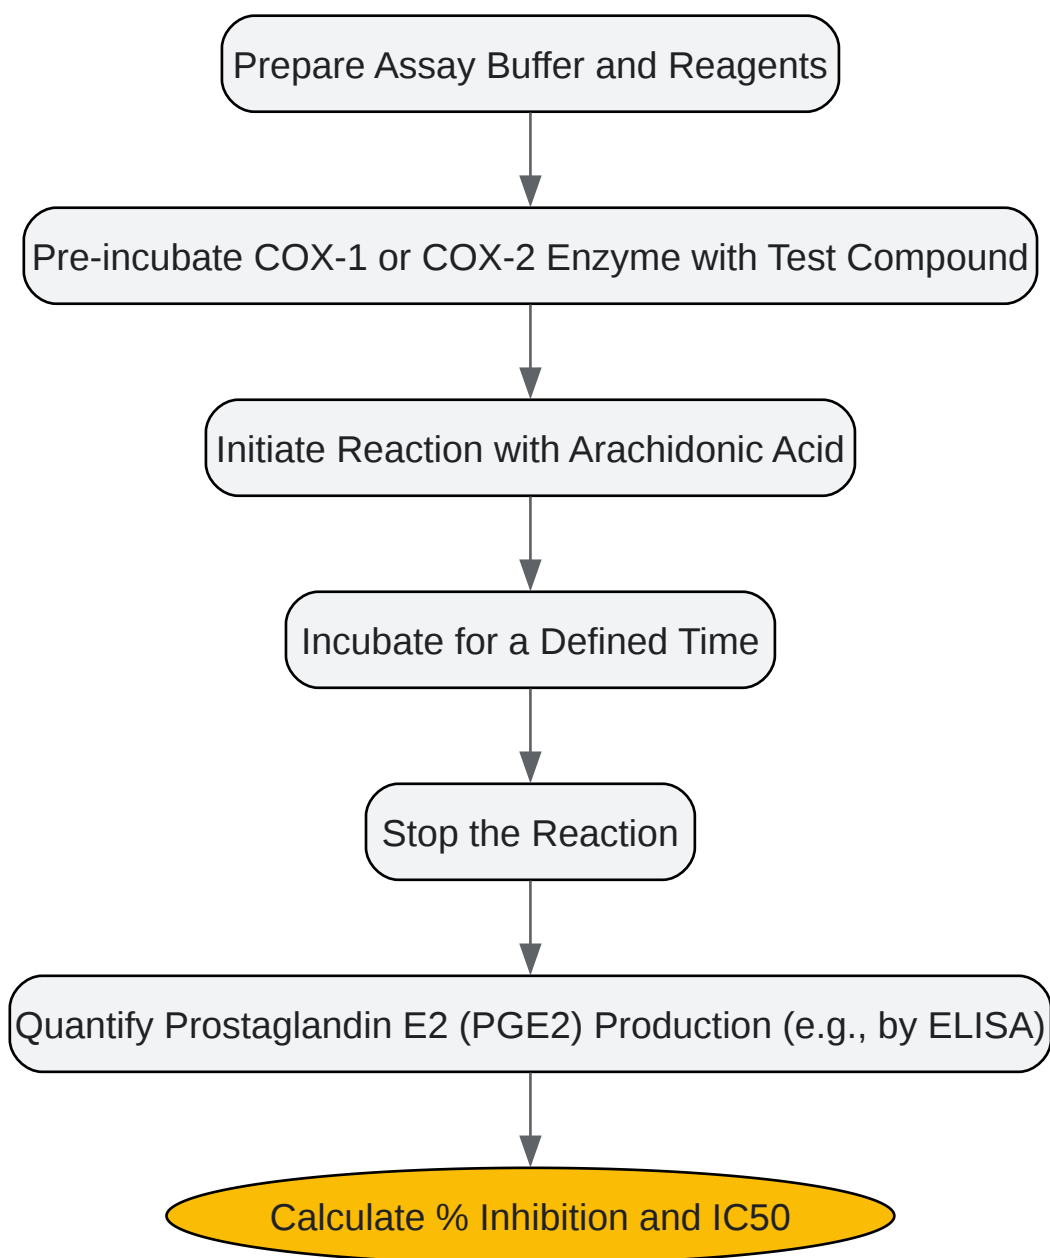 Prepare Assay Buffer and Reagents
Pre-incubate COX-1 or COX-2 Enzyme with Test Compound
Initiate Reaction with Arachidonic Acid
Incubate for a Defined Time
Stop the Reaction
Quantify Prostaglandin E2 (PGE2) Production (e.g., by ELISA)
Calculate % Inhibition and IC50